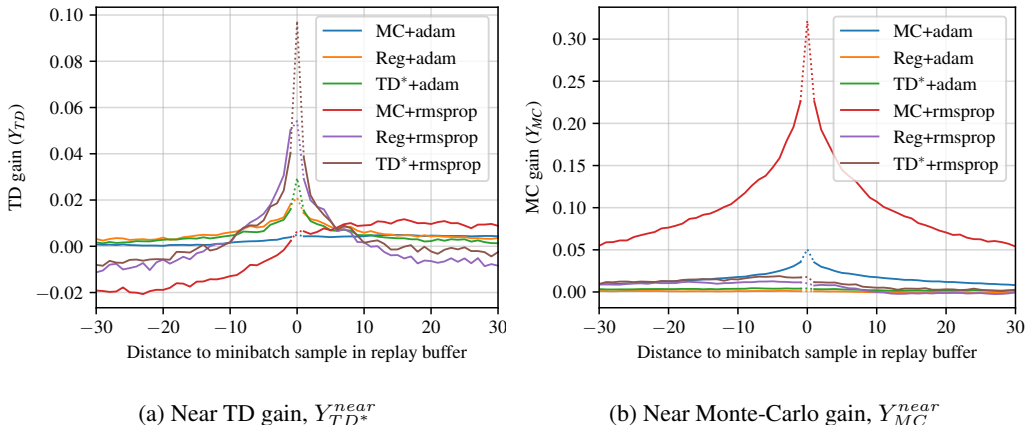 0.10
0.08
0.06
0.04
0.02
0.00
−0.02
TD gain (Y_TD)
MC+adam
Reg+adam
TD*+adam
MC+rmsprop
Reg+rmsprop
TD*+rmsprop
−30
−20
−10
0
10
20
30
Distance to minibatch sample in replay buffer
(a) Near TD gain, Y^{near}_{TD*}
0.30
0.25
0.20
0.15
0.10
0.05
0.00
MC gain (Y_MC)
MC+adam
Reg+adam
TD*+adam
MC+rmsprop
Reg+rmsprop
TD*+rmsprop
−30
−20
−10
0
10
20
30
Distance to minibatch sample in replay buffer
(b) Near Monte-Carlo gain, Y^{near}_{MC}